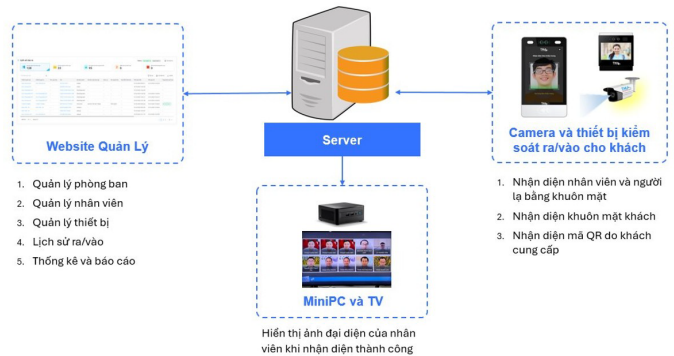 Website Quản Lý
1. Quản lý phòng ban
2. Quản lý nhân viên
3. Quản lý thiết bị
4. Lịch sử ra/vào
5. Thống kê và báo cáo
Server
MiniPC và TV
Hiển thị ảnh đại diện của nhân
viên khi nhận diện thành công
Camera và thiết bị kiểm
soát ra/vào cho khách
1. Nhận diện nhân viên và người
lạ bằng khuôn mặt
2. Nhận diện khuôn mặt khách
3. Nhận diện mã QR do khách
cung cấp